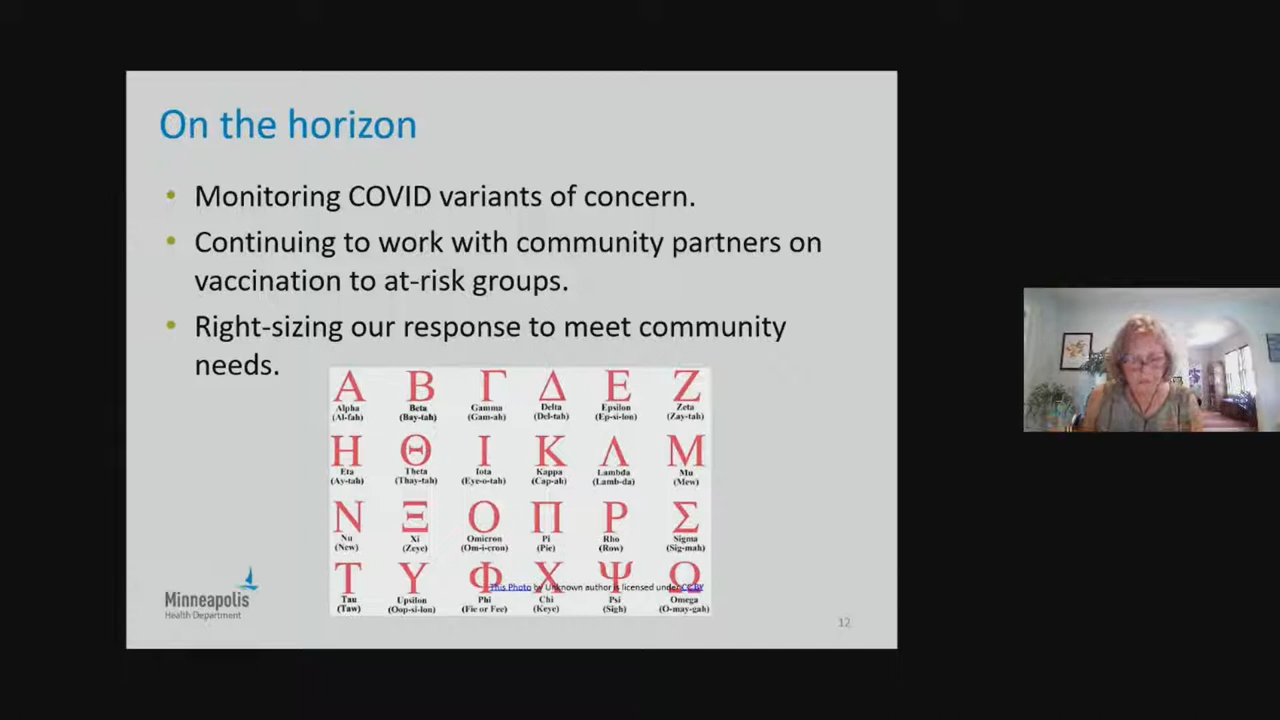 On the horizon
• Monitoring COVID variants of concern.
• Continuing to work with community partners on
vaccination to at-risk groups.
• Right-sizing our response to meet community
needs.
Α Β Γ Δ Ε Ζ
Alpha Beta Gamma Delta Epsilon Zeta
(Al-fah) (Bay-tah) (Gam-ah) (Del-tah) (Ep-si-lon) (Zay-tah)
Η Θ Ι Κ Λ Μ
Eta Theta Iota Kappa Lambda Mu
(Ay-tah) (Thay-tah) (Eye-o-tah) (Cap-ah) (Lamb-da) (Mew)
Ν Ξ Ο Π Ρ Σ
Nu Xi Omicron Pi Rho Sigma
(New) (Zeye) (Om-i-cron) (Pie) (Row) (Sig-mah)
Τ Υ Φ Χ Ψ Ω
This Photo by Unknown author is licensed under CC BY
Tau Upsilon Phi Chi Psi Omega
(Taw) (Oop-si-lon) (Fie or Fee) (Keye) (Sigh) (O-may-gah)
Minneapolis
Health Department
12